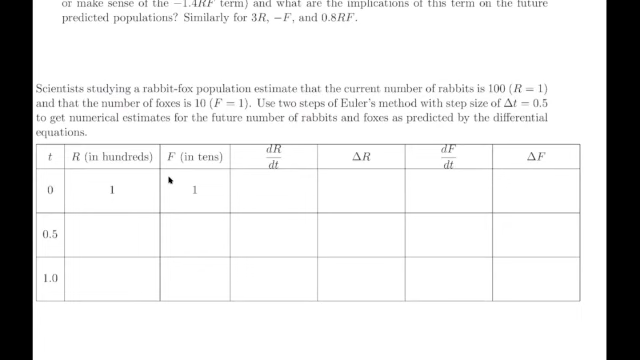 or make sense of the −1.4RF term) and what are the implications of this term on the future
predicted populations? Similarly for 3R, −F, and 0.8RF.
Scientists studying a rabbit-fox population estimate that the current number of rabbits is 100 (R = 1)
and that the number of foxes is 10 (F = 1). Use two steps of Euler's method with step size of Δt = 0.5
to get numerical estimates for the future number of rabbits and foxes as predicted by the differential
equations.
t R (in hundreds) F (in tens) dR/dt ΔR dF/dt ΔF
0 1 1
0.5
1.0